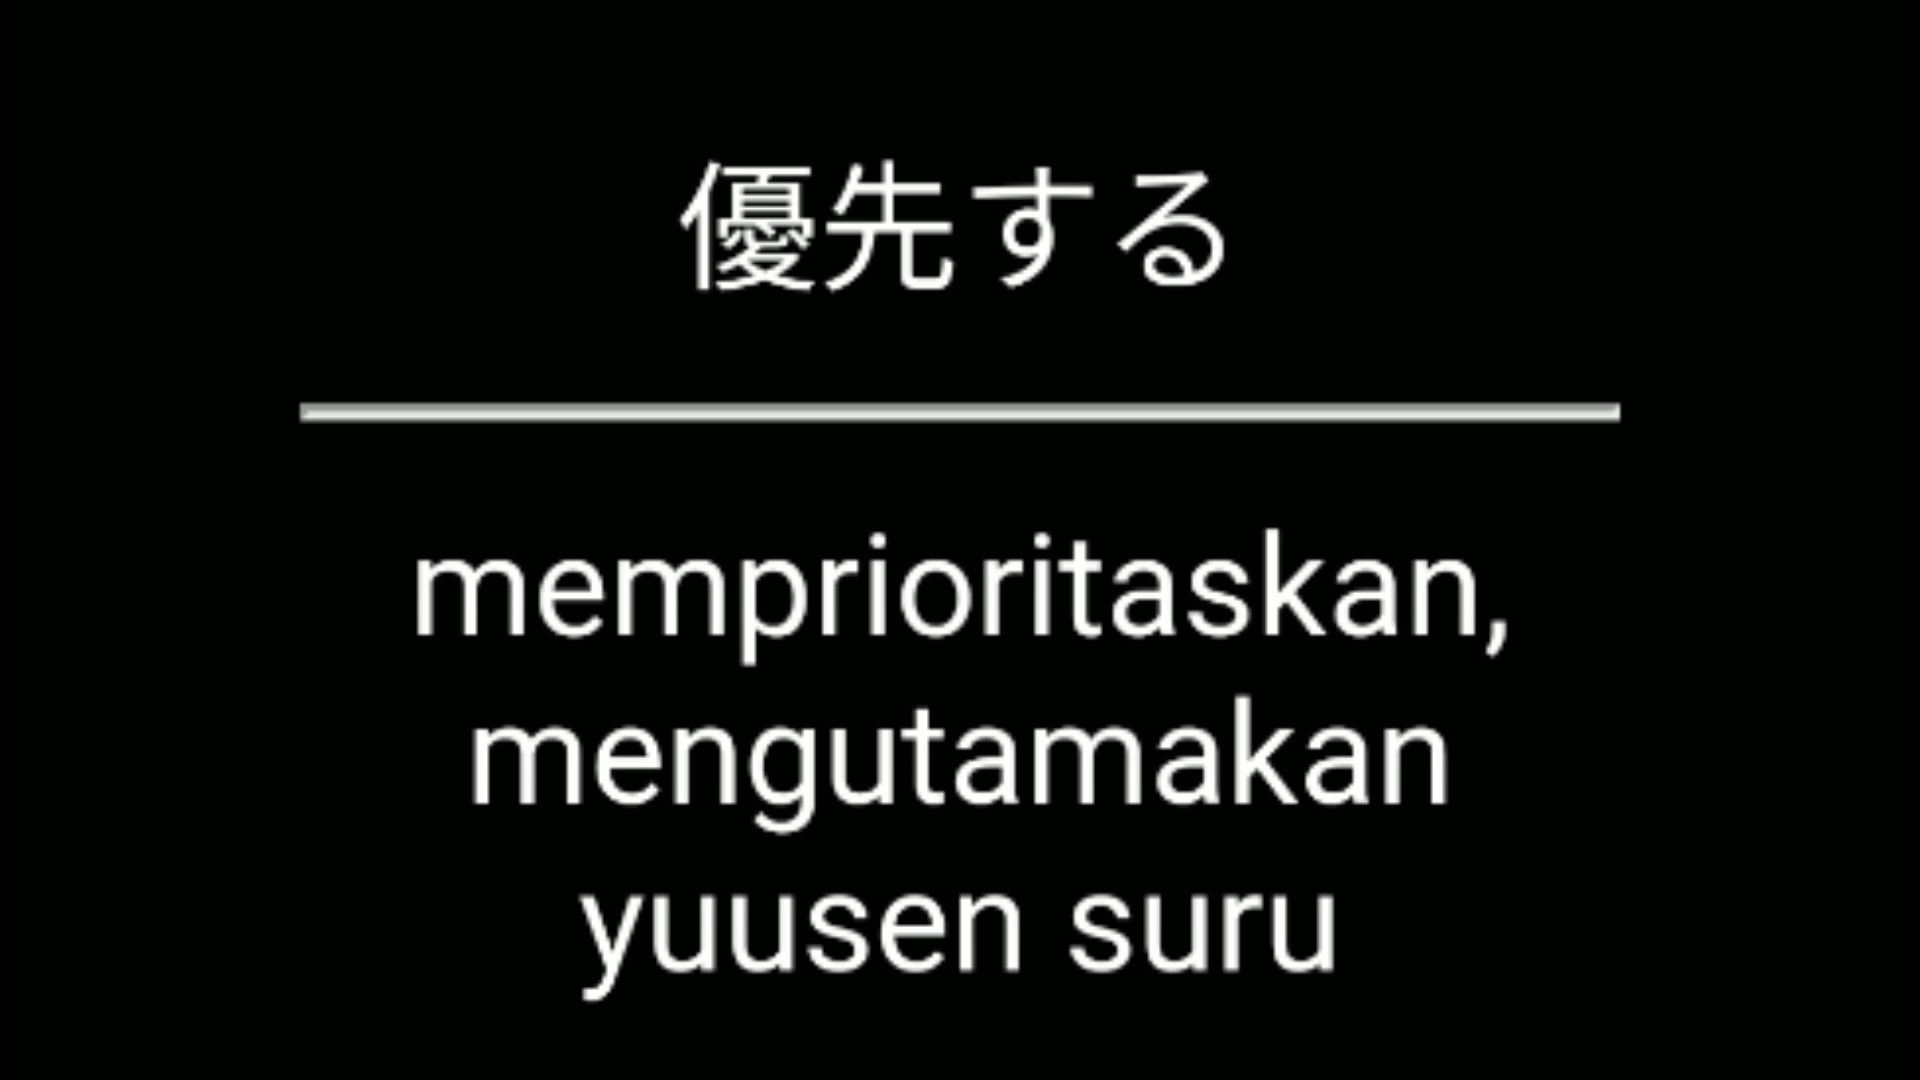 優先する
memprioritaskan,
mengutamakan
yuusen suru